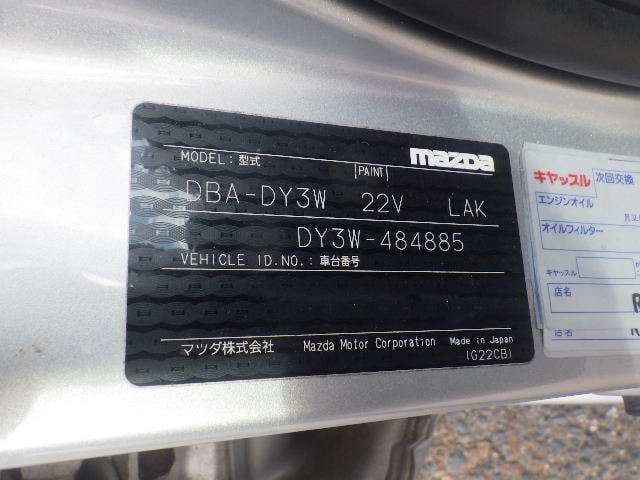 mazda
MODEL: 型式 PAINT
DBA-DY3W 22V LAK
DY3W-484885
VEHICLE ID.NO.: 車台番号
マツダ株式会社 Mazda Motor Corporation Made in Japan
(G22CB)
キヤッスル 次回交換
エンジンオイル
オイルフィルター
キャッスル
店名
店名